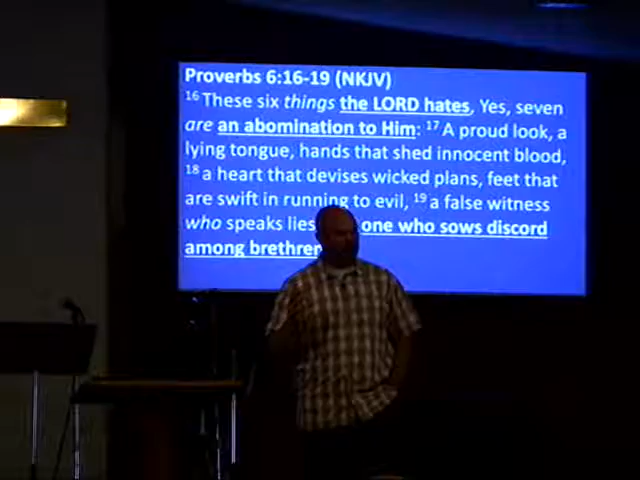 Proverbs 6:16-19 (NKJV)
16 These six things the LORD hates, Yes, seven
are an abomination to Him: 17 A proud look, a
lying tongue, hands that shed innocent blood,
18 a heart that devises wicked plans, feet that
are swift in running to evil, 19 a false witness
who speaks lies one who sows discord
among brethren